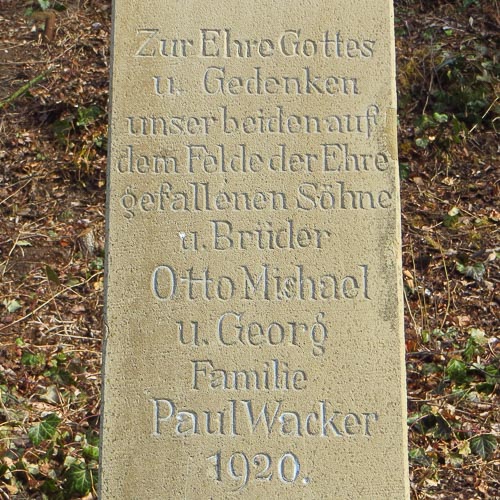 Zur Ehre Gottes
u. Gedenken
unser beiden auf
dem Felde der Ehre
gefallenen Söhne
u. Brüder
Otto Mishael
u. Georg
Familie
Paul Wacker
1920.